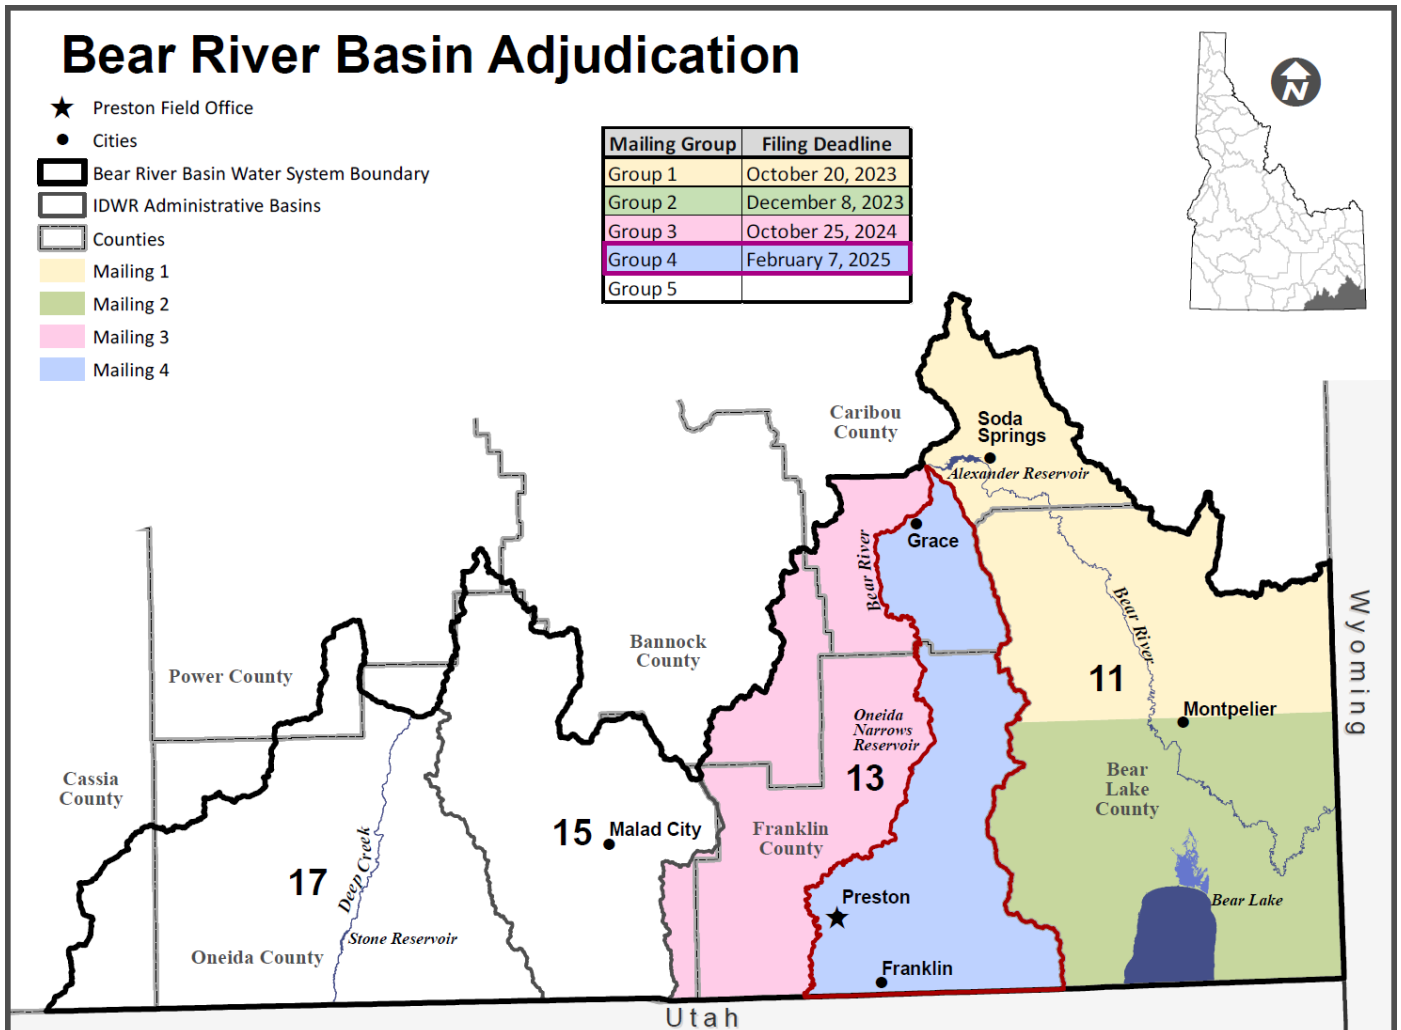 Bear River Basin Adjudication
N
Preston Field Office
Cities
Bear River Basin Water System Boundary
IDWR Administrative Basins
Counties
Mailing 1
Mailing 2
Mailing 3
Mailing 4
Mailing Group Filing Deadline
Group 1 October 20, 2023
Group 2 December 8, 2023
Group 3 October 25, 2024
Group 4 February 7, 2025
Group 5
Caribou
County
Soda
Springs
Alexander Reservoir
Grace
Bear River
Bear River
Wyoming
Bannock
County
Power County
11
Montpelier
Oneida
Narrows
Reservoir
13
Cassia
County
Bear
Lake
County
15
Malad City
Franklin
County
17
Deep Creek
Preston
Bear Lake
Stone Reservoir
Oneida County
Franklin
Utah